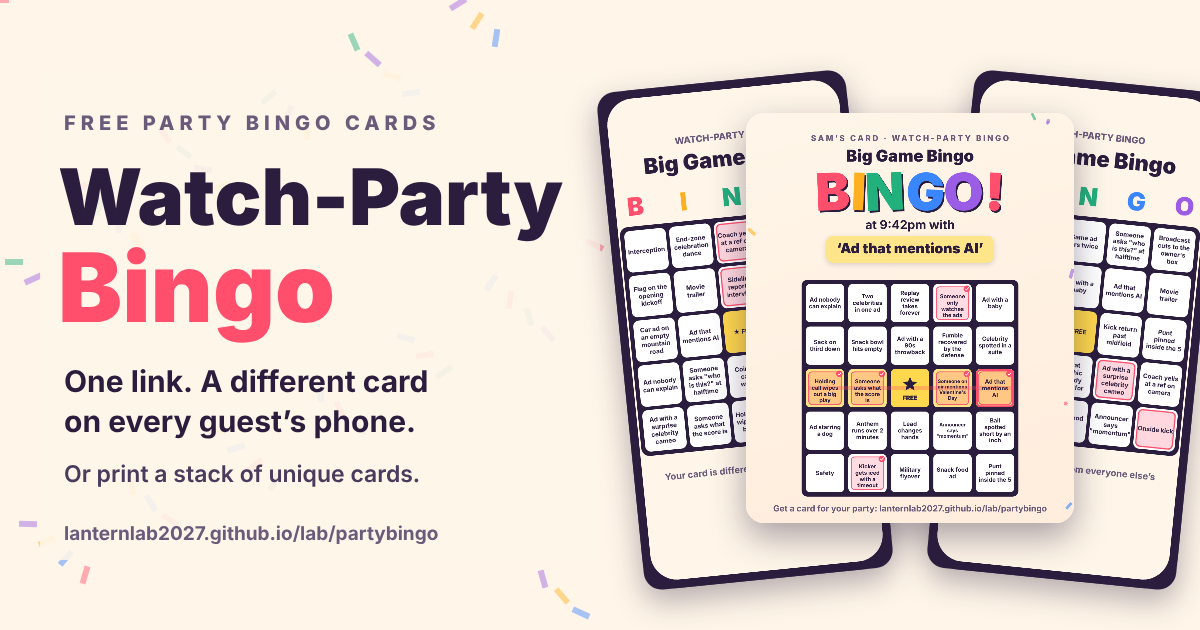 FREE PARTY BINGO CARDS
Watch-Party
Bingo
One link. A different card
on every guest’s phone.
Or print a stack of unique cards.
lanternlab2027.github.io/lab/partybingo
WATCH-PARTY
Big Game
B I N
Interception
End-zone
celebration
dance
Coach
at a ref
Flag on the
opening
kickoff
Movie
trailer
Car ad on
an empty
mountain
road
Ad that
mentions AI
★
Ad nobody
can explain
Someone
asks "who
is this?" at
halftime
Ad with a
surprise
celebrity
cameo
Someone
asks what
the score is
Your card is
SAM'S CARD · WATCH-PARTY BINGO
Big Game Bingo
BINGO!
at 9:42pm with
‘Ad that mentions AI’
Ad nobody
can explain
Two
celebrities
in one ad
Replay
review
takes
forever
Someone
only
watches
the ads
Ad with a
baby
Sack on
third down
Snack bowl
hits empty
Ad with a
90s
throwback
Fumble
recovered
by the
defense
Celebrity
spotted in a
suite
Holding
call wipes
out a big
play
Someone
asks what
the score
is
★
FREE
Someone on
air mentions
Valentine's
Day
Ad that
mentions
AI
Ad starring
a dog
Anthem
runs over 2
minutes
Lead
changes
hands
Announcer
says
"momentum"
Ball
spotted
short by an
inch
Safety
Kicker
gets iced
with a
timeout
Military
flyover
Snack food
ad
Punt
pinned
inside the 5
Get a card for your party: lanternlab2027.github.io/lab/partybingo
BINGO
Bingo
N G O
twice
Someone
asks "who
is this?" at
halftime
Broadcast
cuts to the
owner's
box
Ad that
mentions AI
Movie
trailer
Kick return
past
midfield
Punt
pinned
inside the 5
Ad with a
surprise
celebrity
cameo
Coach yells
at a ref on
camera
Announcer
says
"momentum"
Onside kick
everyone else’s